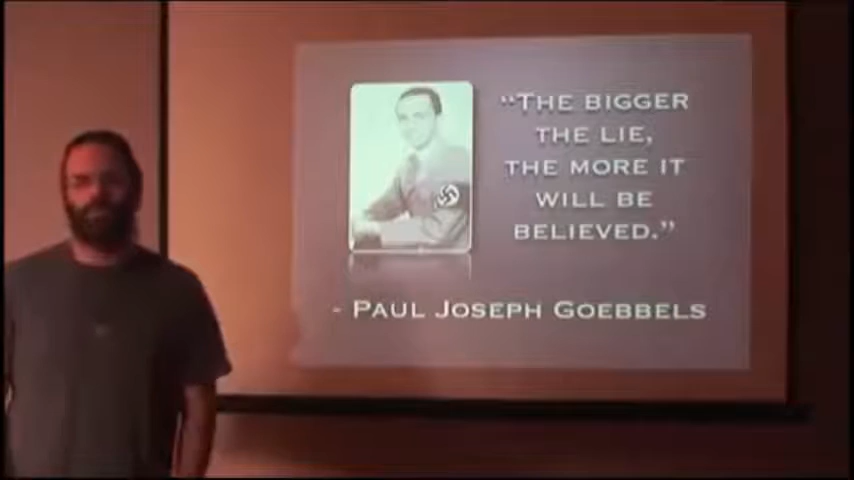 “THE BIGGER
THE LIE,
THE MORE IT
WILL BE
BELIEVED.”
- PAUL JOSEPH GOEBBELS